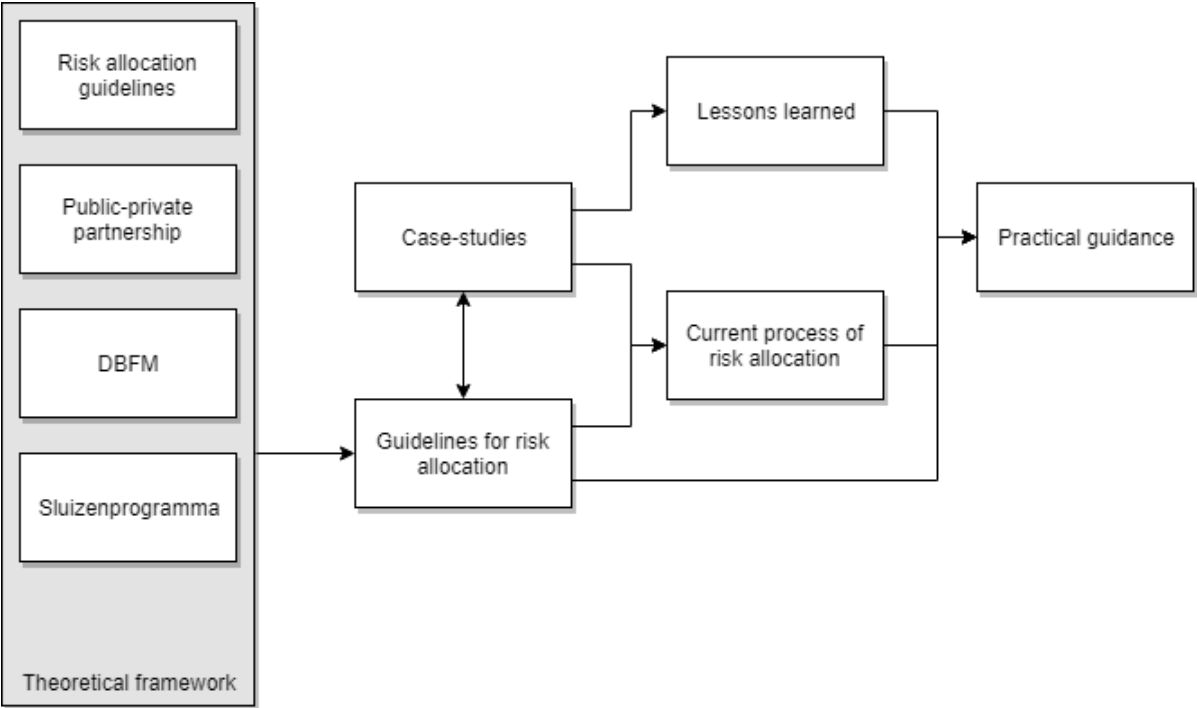 Risk allocation
guidelines
Public-private
partnership
DBFM
Sluizenprogramma
Theoretical framework
Case-studies
Guidelines for risk
allocation
Lessons learned
Current process of
risk allocation
Practical guidance